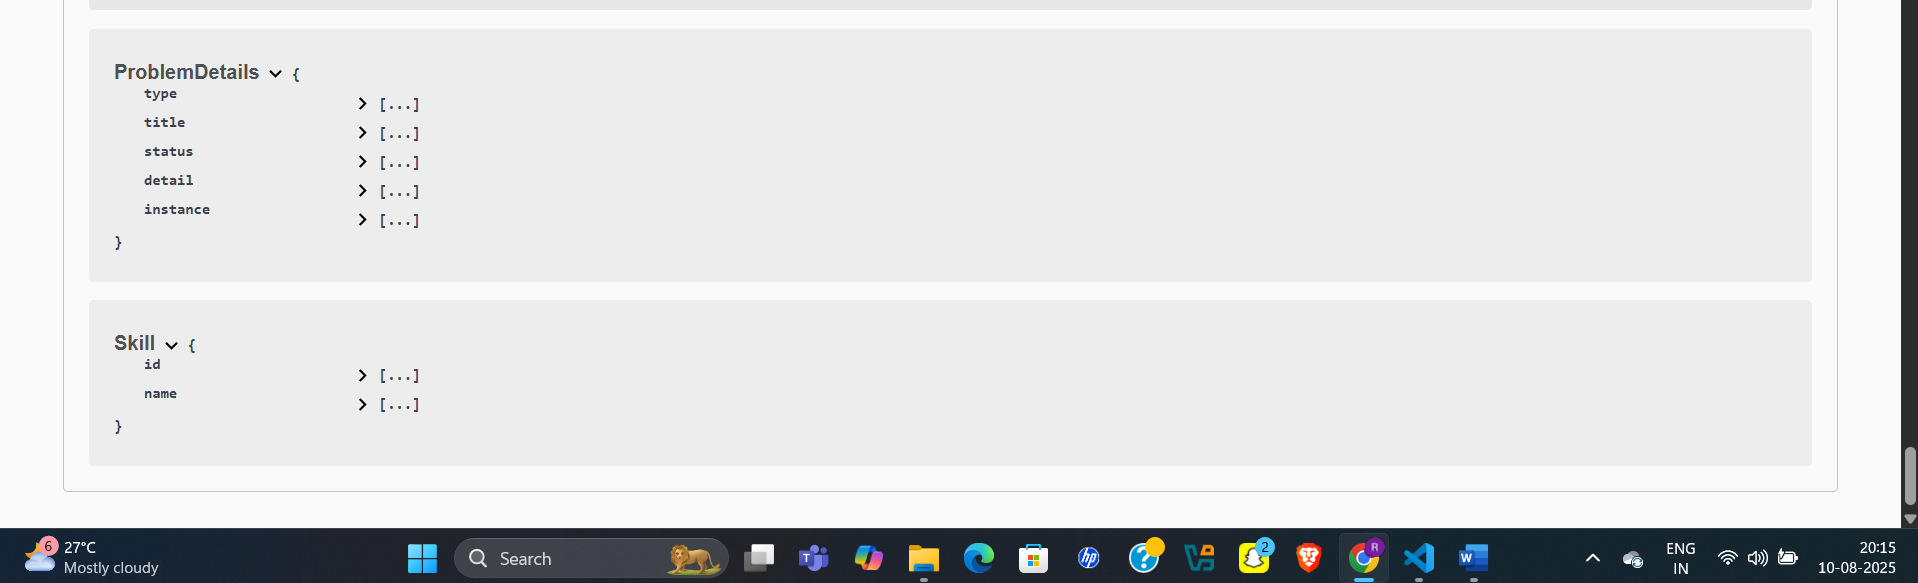 ProblemDetails {
type [...]
title [...]
status [...]
detail [...]
instance [...]
}
Skill {
id [...]
name [...]
}
6
27°C
Mostly cloudy
Search
2
R
ENG
IN
20:15
10-08-2025